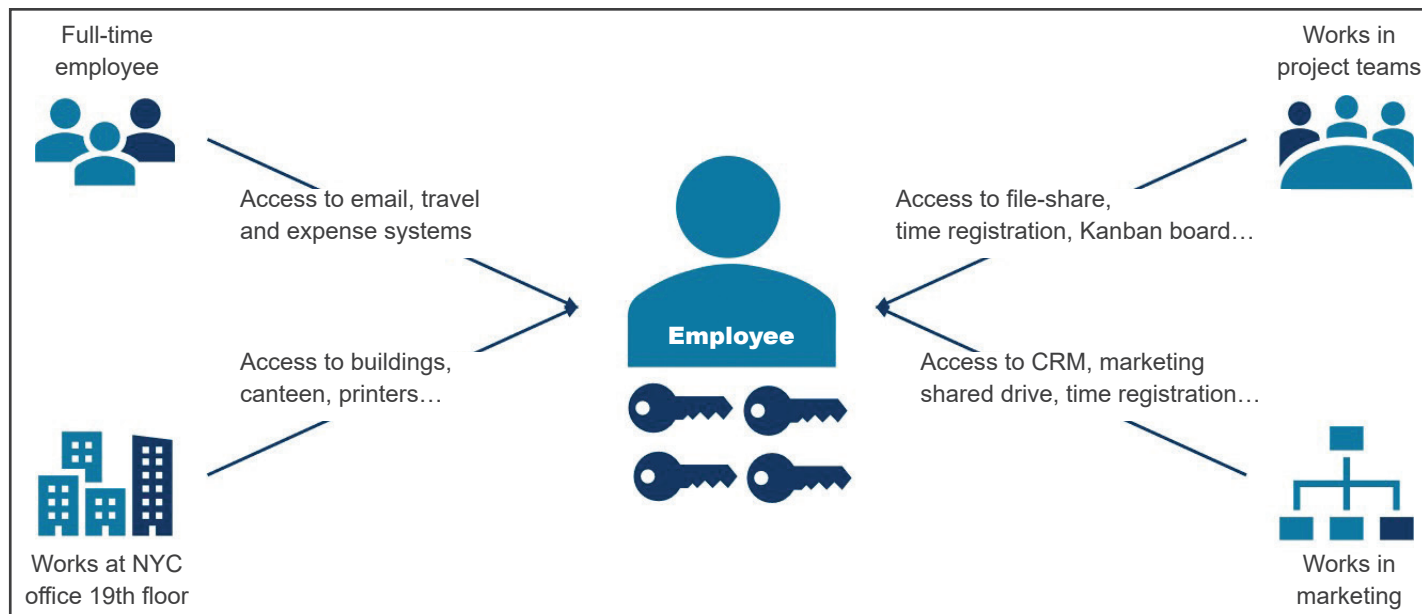 Full-time
employee
Works in
project teams
Access to email, travel
and expense systems
Access to file-share,
time registration, Kanban board…
Employee
Access to buildings,
canteen, printers…
Access to CRM, marketing
shared drive, time registration…
Works at NYC
office 19th floor
Works in
marketing